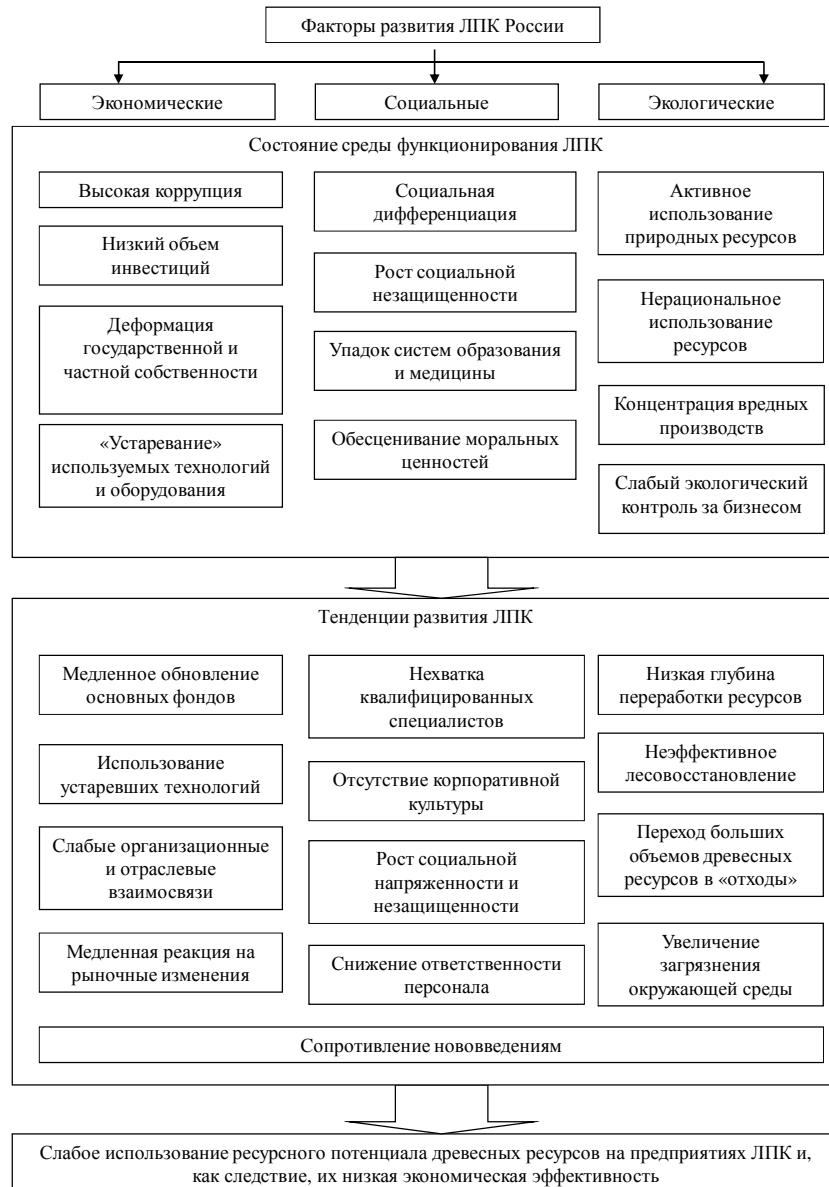 Факторы развития ЛПК России
Экономические
Социальные
Экологические
Состояние среды функционирования ЛПК
Высокая коррупция
Низкий объем
инвестиций
Деформация
государственной и
частной собственности
«Устаревание»
используемых технологий
и оборудования
Социальная
дифференциация
Рост социальной
незащищенности
Упадок систем образования
и медицины
Обесценивание моральных
ценностей
Активное
использование
природных ресурсов
Нерациональное
использование
ресурсов
Концентрация вредных
производств
Слабый экологический
контроль за бизнесом
Тенденции развития ЛПК
Медленное обновление
основных фондов
Использование
устаревших технологий
Слабые организационные
и отраслевые
взаимосвязи
Медленная реакция на
рыночные изменения
Нехватка
квалифицированных
специалистов
Отсутствие корпоративной
культуры
Рост социальной
напряженности и
незащищенности
Снижение ответственности
персонала
Низкая глубина
переработки ресурсов
Неэффективное
лесовосстановление
Переход больших
объемов древесных
ресурсов в «отходы»
Увеличение
загрязнения
окружающей среды
Сопротивление нововведениям
Слабое использование ресурсного потенциала древесных ресурсов на предприятиях ЛПК и,
как следствие, их низкая экономическая эффективность